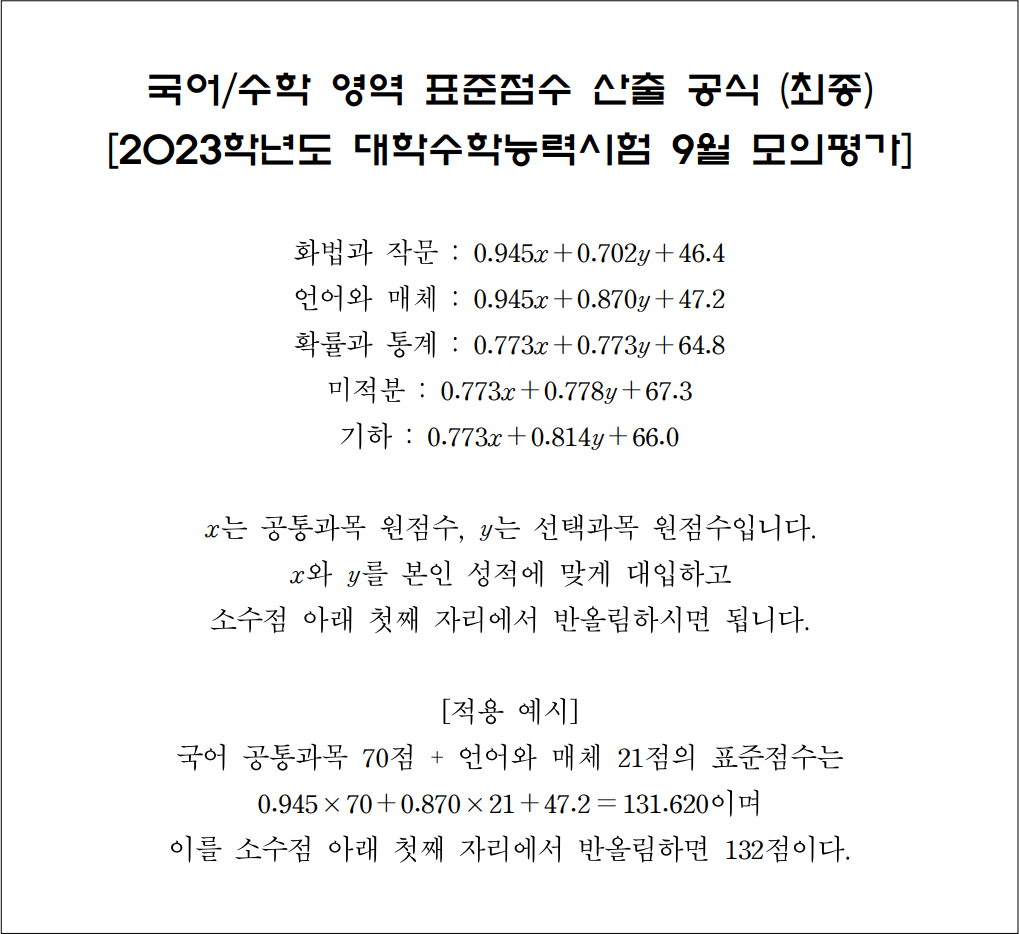 국어/수학 영역 표준점수 산출 공식 (최종)
[2023학년도 대학수학능력시험 9월 모의평가]
화법과 작문 : 0.945x+0.702y+46.4
언어와 매체 : 0.945x+0.870y+47.2
확률과 통계 : 0.773x+0.773y+64.8
미적분 : 0.773x+0.778y+67.3
기하 : 0.773x+0.814y+66.0
x는 공통과목 원점수, y는 선택과목 원점수입니다.
x와 y를 본인 성적에 맞게 대입하고
소수점 아래 첫째 자리에서 반올림하시면 됩니다.
[적용 예시]
국어 공통과목 70점 + 언어와 매체 21점의 표준점수는
0.945×70+0.870×21+47.2=131.620이며
이를 소수점 아래 첫째 자리에서 반올림하면 132점이다.